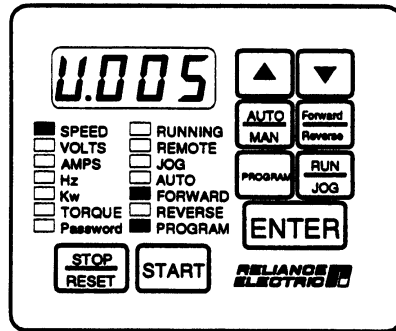 U.005
SPEED
VOLTS
AMPS
Hz
Kw
TORQUE
Password
RUNNING
REMOTE
JOG
AUTO
FORWARD
REVERSE
PROGRAM
AUTO
MAN
Forward
Reverse
PROGRAM
RUN
JOG
ENTER
STOP
RESET
START
RELIANCE
ELECTRIC